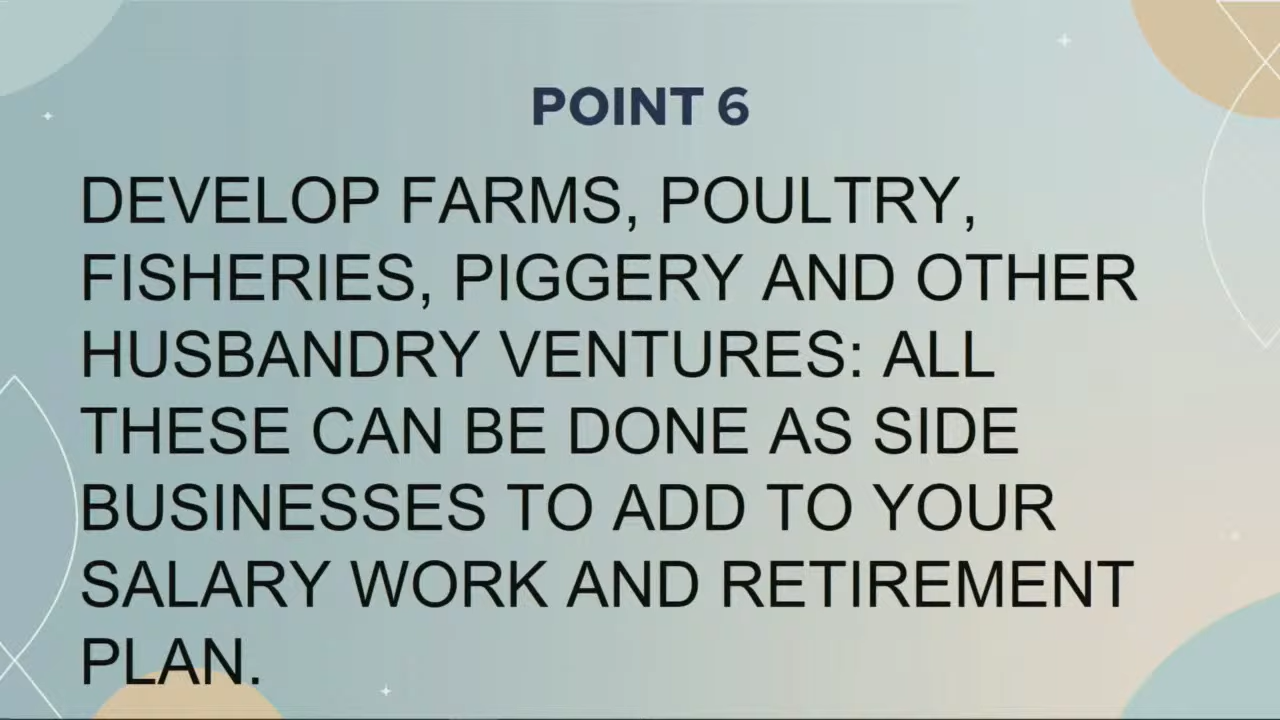 POINT 6
DEVELOP FARMS, POULTRY,
FISHERIES, PIGGERY AND OTHER
HUSBANDRY VENTURES: ALL
THESE CAN BE DONE AS SIDE
BUSINESSES TO ADD TO YOUR
SALARY WORK AND RETIREMENT
PLAN.